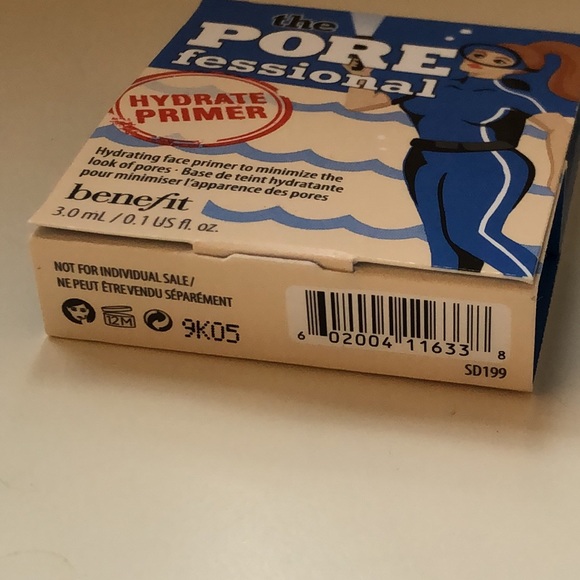 the
PORE
fessional
HYDRATE
PRIMER
Hydrating face primer to minimize the
look of pores · Base de teint hydratante
pour minimiser l'apparence des pores
benefit
3.0 mL / 0.1 US fl. oz.
NOT FOR INDIVIDUAL SALE/
NE PEUT ÊTRE VENDU SÉPARÉMENT
12M
9K05
6 02004 11633 8
SD199